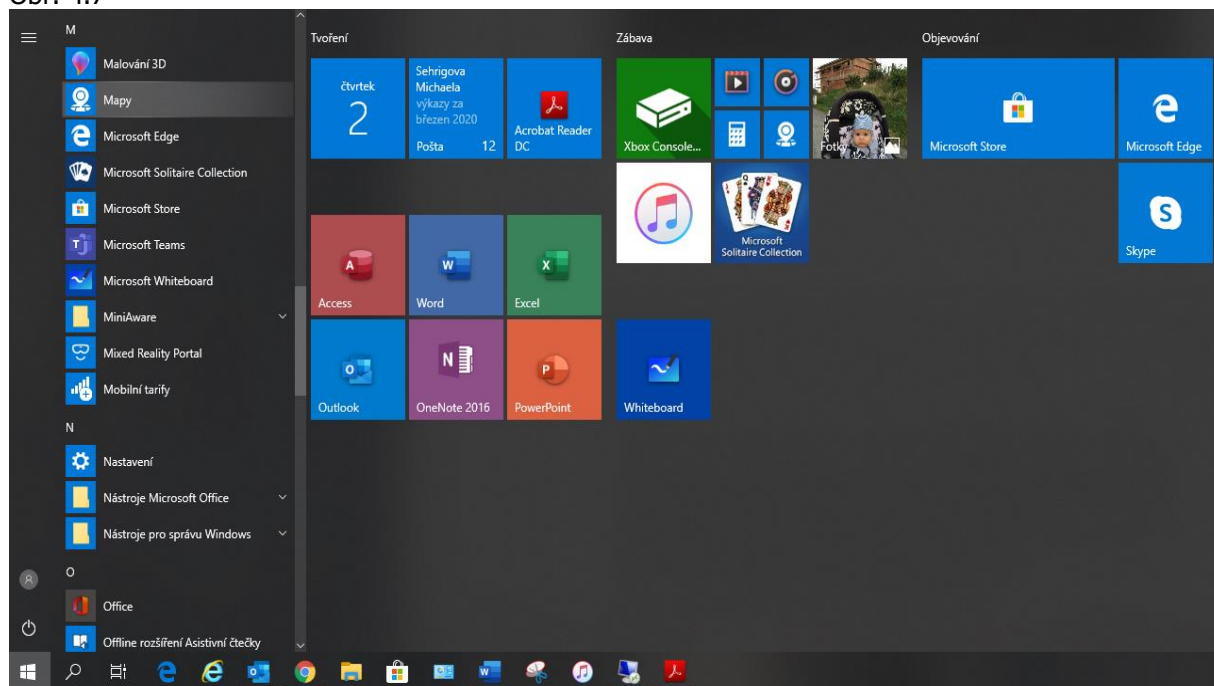 Obr. 4.7
M
Malování 3D
Mapy
Microsoft Edge
Microsoft Solitaire Collection
Microsoft Store
Microsoft Teams
Microsoft Whiteboard
MiniAware
Mixed Reality Portal
Mobilní tarify
N
Nastavení
Nástroje Microsoft Office
Nástroje pro správu Windows
O
Office
Offline rozšíření Asistivní čtečky
Tvoření
čtvrtek
2
Sehrigova
Michaela
výkazy za
březen 2020
Pošta 12
Acrobat Reader
DC
Access
Word
Excel
Outlook
OneNote 2016
PowerPoint
Zábava
Xbox Console...
Fotky
Microsoft
Solitaire Collection
Whiteboard
Objevování
Microsoft Store
Microsoft Edge
Skype